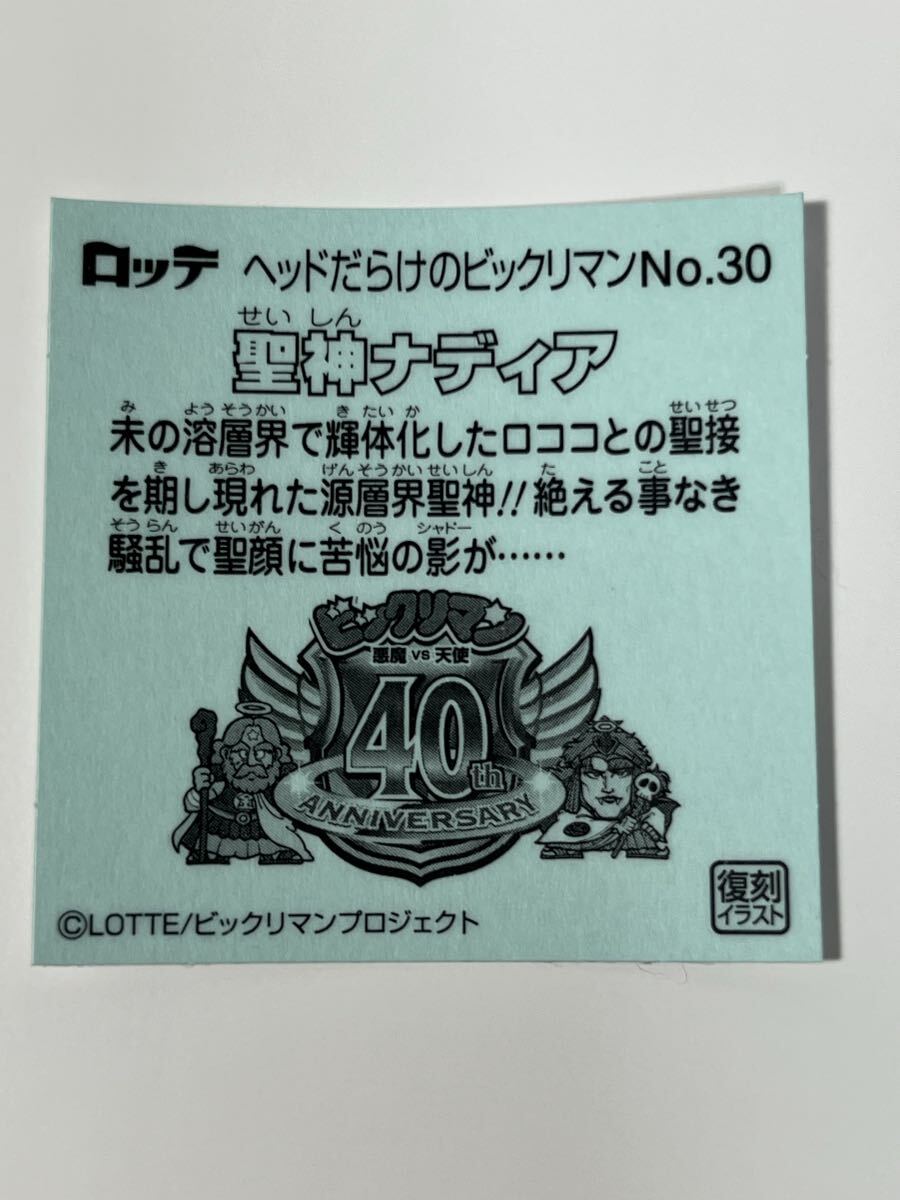 ロッテ ヘッドだらけのビックリマンNo.30
せいしん
聖神ナディア
み ようそうかい きたいか せいせつ
未の溶層界で輝体化したロココとの聖接
き あらわ げんそうかいせいしん た こと
を期し現れた源層界聖神!!絶える事なき
そうらん せいがん くのう シャドー
騒乱で聖顔に苦悩の影が……
ビックリマン
悪魔 VS 天使
40th
ANNIVERSARY
復刻
イラスト
©LOTTE/ビックリマンプロジェクト